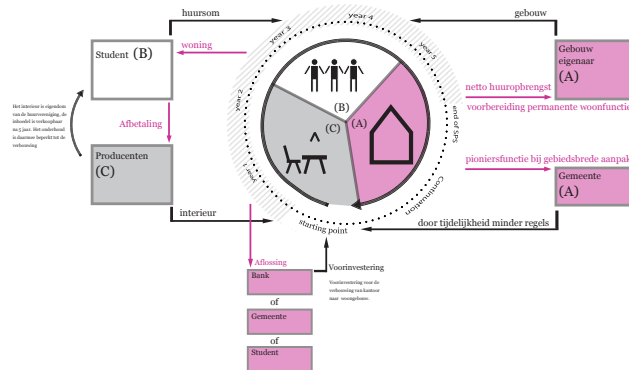 huursom
year 4
gebouw
year 3
year 5
Student (B)
woning
Gebouw
eigenaar
(A)
netto huuropbrengst
voorbereiding permanente woonfunctie
(B)
(A)
(C)
year 2
end of SPS
Het interieur is eigendom
van de huurvereniging, de
inboedel is verkoopbaar
na 5 jaar. Het onderhoud
is daarmee beperkt tot de
verbouwing
Afbetaling
Producenten
(C)
pioniersfunctie bij gebiedsbrede aanpak
Gemeente
(A)
year 1
Continuation
interieur
starting point
door tijdelijkheid minder regels
Aflossing
Voorinvestering
Bank
Voorinvestering voor de
verbouwing van kantoor
naar woongebouw.
of
Gemeente
of
Student